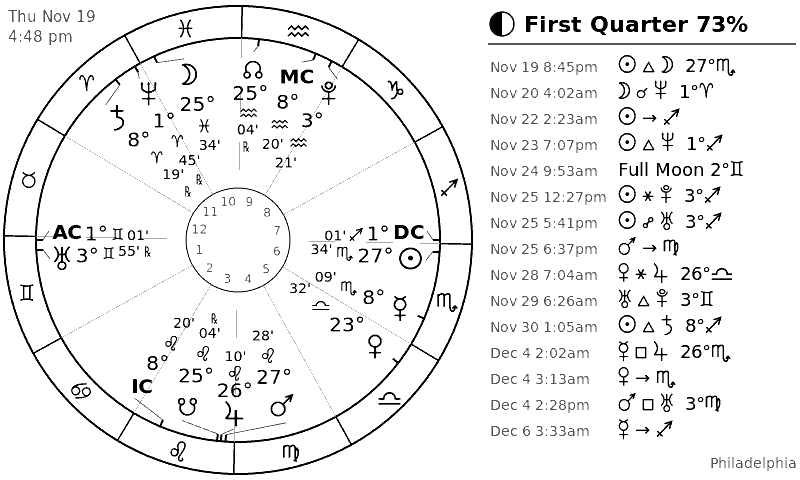 Thu Nov 19
4:48 pm
First Quarter 73%
Nov 19 8:45pm ☉ △ ☽ 27°♏
Nov 20 4:02am ☽ ☌ ♆ 1°♈
Nov 22 2:23am ☉ → ♐
Nov 23 7:07pm ☉ △ ♆ 1°♐
Nov 24 9:53am Full Moon 2°♊
Nov 25 12:27pm ☉ ⚹ ♇ 3°♐
Nov 25 5:41pm ☉ ☍ ♅ 3°♐
Nov 25 6:37pm ♂ → ♍
Nov 28 7:04am ♀ ⚹ ♃ 26°♎
Nov 29 6:26am ♅ △ ♇ 3°♊
Nov 30 1:05am ☉ △ ♄ 8°♐
Dec 4 2:02am ☿ □ ♃ 26°♏
Dec 4 3:13am ♀ → ♏
Dec 4 2:28pm ♂ □ ♅ 3°♍
Dec 6 3:33am ☿ → ♐
Philadelphia
♓
♒
♈
♑
♉
♐
♊
♏
♋
♎
♌
♍
☽ 25° ♓ 34'
☊ 25° ♒ 04' ℞
MC 8° ♒ 20'
♇ 3° ♒ 21'
♆ 1° ♈ 45' ℞
♄ 8° ♈ 19' ℞
AC 1° ♊ 01'
♅ 3° ♊ 55' ℞
01' ♐ 1° DC
34' ♏ 27° ☉
09' ♏ 8° ☿
32' ♎ 23° ♀
20' ♌ 8° IC
℞ 04' ♌ 25° ☋
10' ♌ 26° ♃
28' ♌ 27° ♂
10 9
11 8
12 7
1 6
2 5
3 4